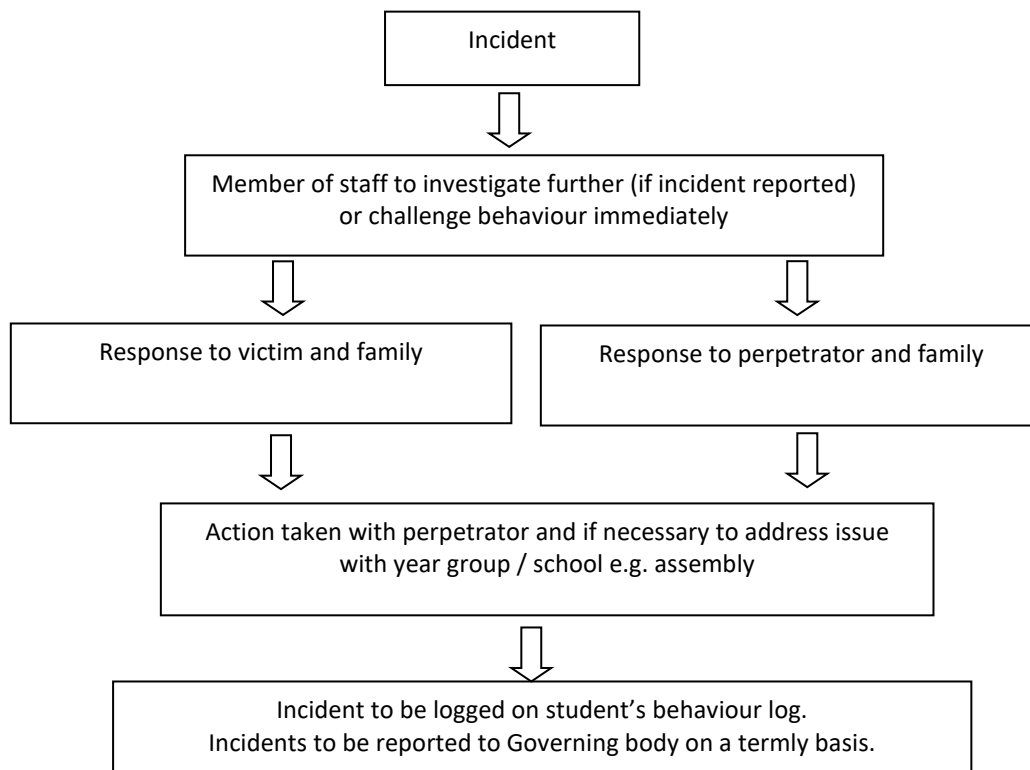 Incident
Member of staff to investigate further (if incident reported)
or challenge behaviour immediately
Response to victim and family
Response to perpetrator and family
Action taken with perpetrator and if necessary to address issue
with year group / school e.g. assembly
Incident to be logged on student’s behaviour log.
Incidents to be reported to Governing body on a termly basis.